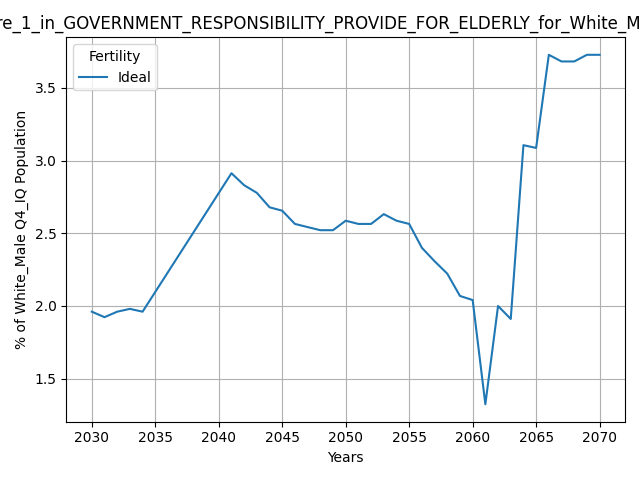 re_1_in_GOVERNMENT_RESPONSIBILITY_PROVIDE_FOR_ELDERLY_for_White_M
Fertility
Ideal
% of White_Male Q4_IQ Population
3.5
3.0
2.5
2.0
1.5
2030 2035 2040 2045 2050 2055 2060 2065 2070
Years